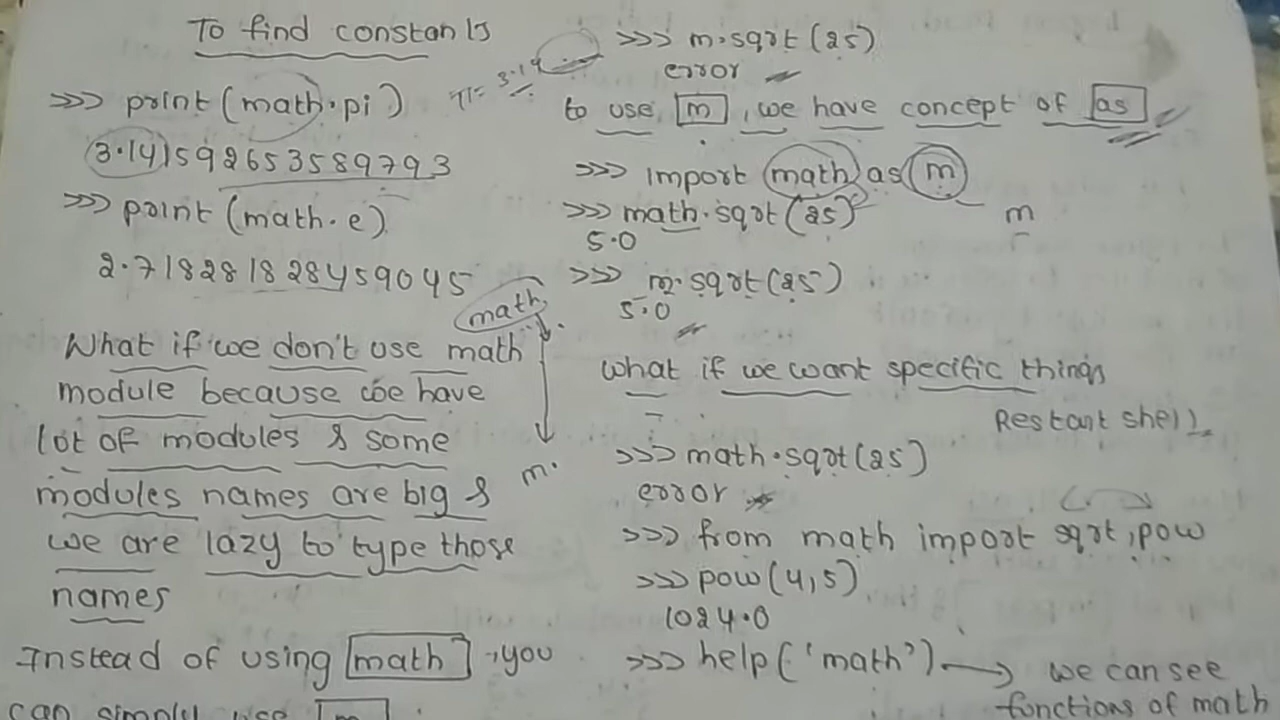 To find constants
>>> print(math.pi)
π = 3.14
3.141592653589793
>>> print(math.e)
2.718281828459045
math
m.
What if we don't use math
module because we have
lot of modules & some
modules names are big &
we are lazy to type those
names
Instead of using math, you
can simply use m.
>>> m.sqrt(25)
error
to use m, we have concept of as
>>> import math as m
>>> math.sqrt(25)
m
5.0
>>> m.sqrt(25)
5.0
What if we want specific things
Restart shell
>>> math.sqrt(25)
error
>>> from math import sqrt, pow
>>> pow(4,5)
1024.0
>>> help('math') → we can see
functions of math